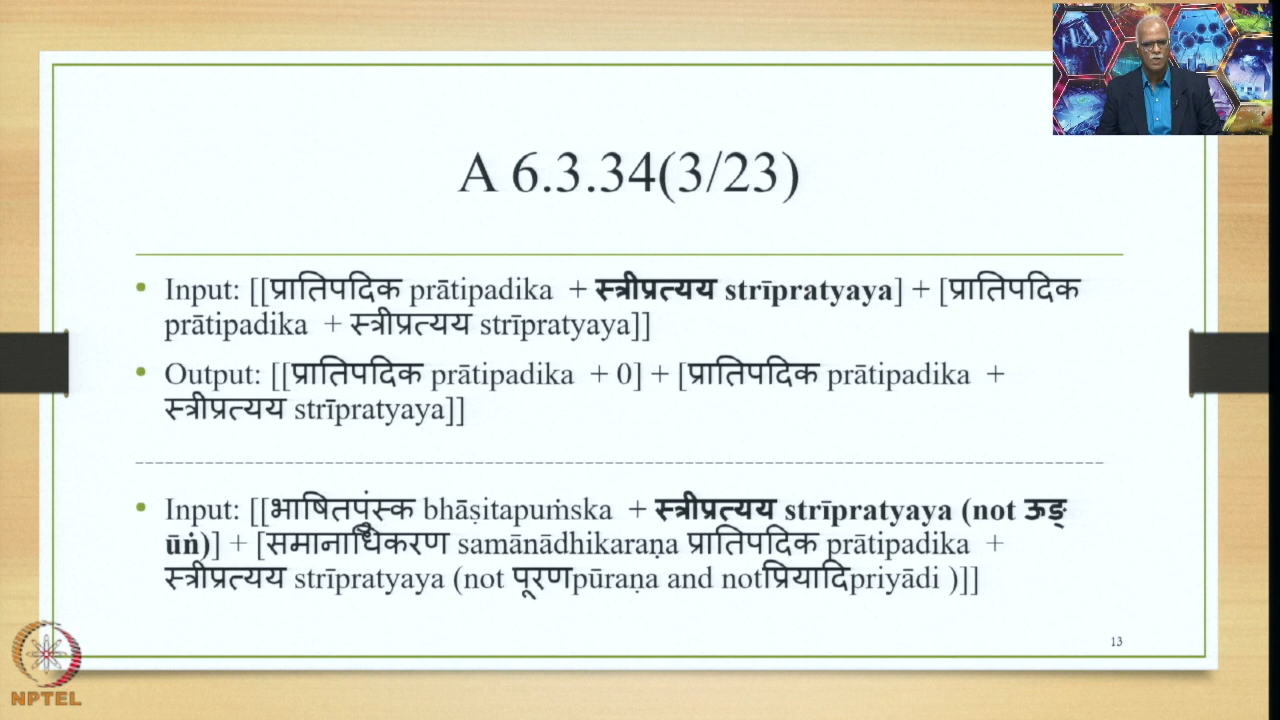 A 6.3.34(3/23)
• Input: [[प्रातिपदिक prātipadika + स्त्रीप्रत्यय strīpratyaya] + [प्रातिपदिक
prātipadika + स्त्रीप्रत्यय strīpratyaya]]
• Output: [[प्रातिपदिक prātipadika + 0] + [प्रातिपदिक prātipadika +
स्त्रीप्रत्यय strīpratyaya]]
• Input: [[भाषितपुंस्क bhāṣitapuṁska + स्त्रीप्रत्यय strīpratyaya (not ऊङ्
ūṅ)] + [समानाधिकरण samānādhikaraṇa प्रातिपदिक prātipadika +
स्त्रीप्रत्यय strīpratyaya (not पूरणpūraṇa and notप्रियादिpriyādi )]]
13
NPTEL